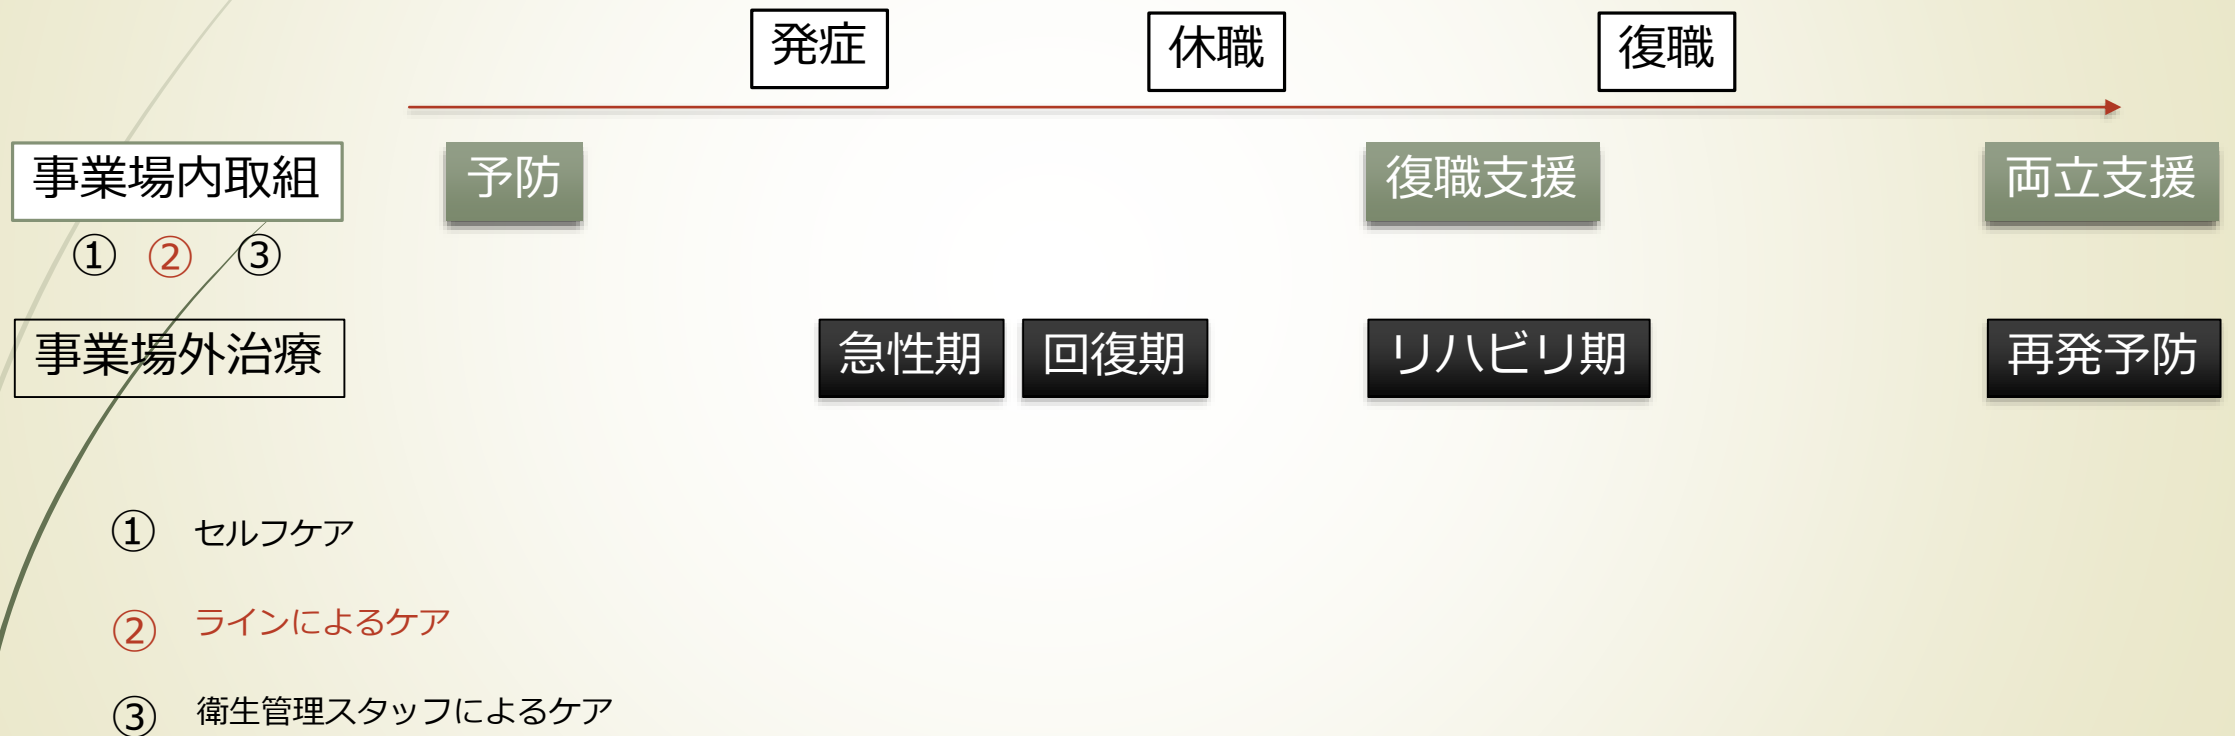 発症 休職 復職
事業場内取組 予防 復職支援 両立支援
① ② ③
事業場外治療 急性期 回復期 リハビリ期 再発予防
① セルフケア
② ラインによるケア
③ 衛生管理スタッフによるケア